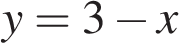 y = 3 − x